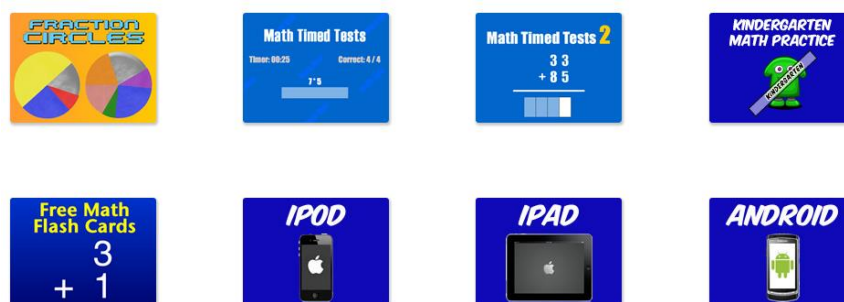 FRACTION
CIRCLES
Math Timed Tests
Timer: 00:25 Correct: 4 / 4
7*5
Math Timed Tests 2
3 3
+ 8 5
KINDERGARTEN
MATH PRACTICE
KINDERGARTEN
Free Math
Flash Cards
3
+ 1
IPOD
IPAD
ANDROID